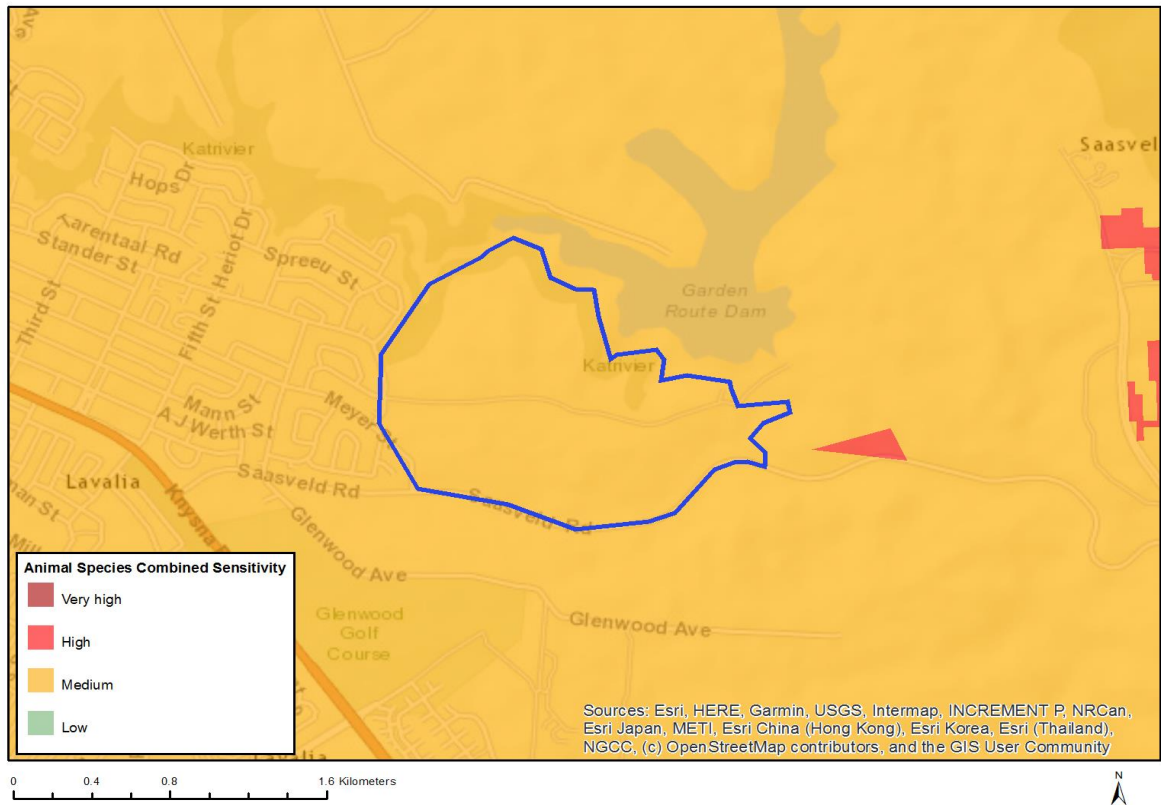 Katrivier
Saasvel
Hops Dr
Karentaal Rd
Stander St
Heriot Dr
Spreeu St
Third St
Fifth St
Garden
Route Dam
Katrivier
Mann St
A J Werth St
Meyer St
Lavalia
Saasveld Rd
Saasveld Rd
Knysna
Glenwood Ave
Glenwood
Golf
Course
Glenwood Ave
Animal Species Combined Sensitivity
Very high
High
Medium
Low
Lavalia
Sources: Esri, HERE, Garmin, USGS, Intermap, INCREMENT P, NRCan,
Esri Japan, METI, Esri China (Hong Kong), Esri Korea, Esri (Thailand),
NGCC, (c) OpenStreetMap contributors, and the GIS User Community
0 0.4 0.8 1.6 Kilometers
N